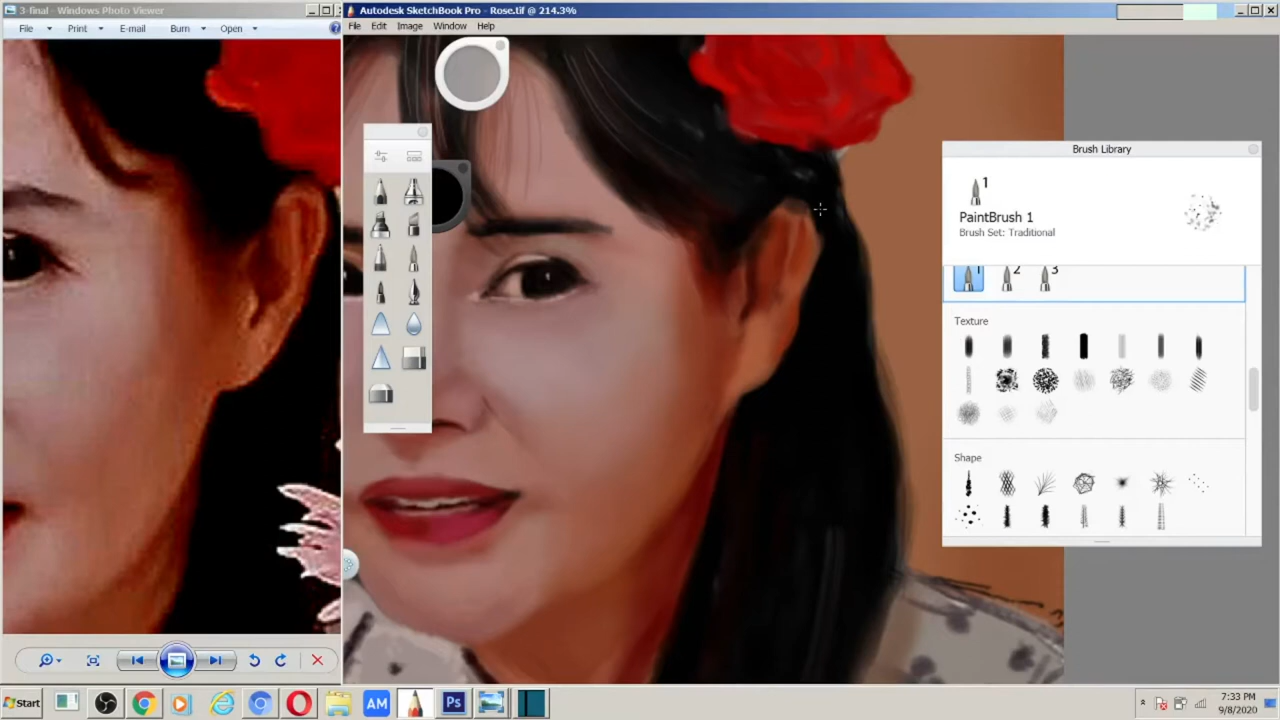 3-final - Windows Photo Viewer
File Print E-mail Burn Open
Autodesk SketchBook Pro - Rose.tif @ 214.3%
File Edit Image Window Help
Brush Library
1
PaintBrush 1
Brush Set: Traditional
1 2 3
Texture
Shape
Start
AM
Ps
7:33 PM
9/8/2020